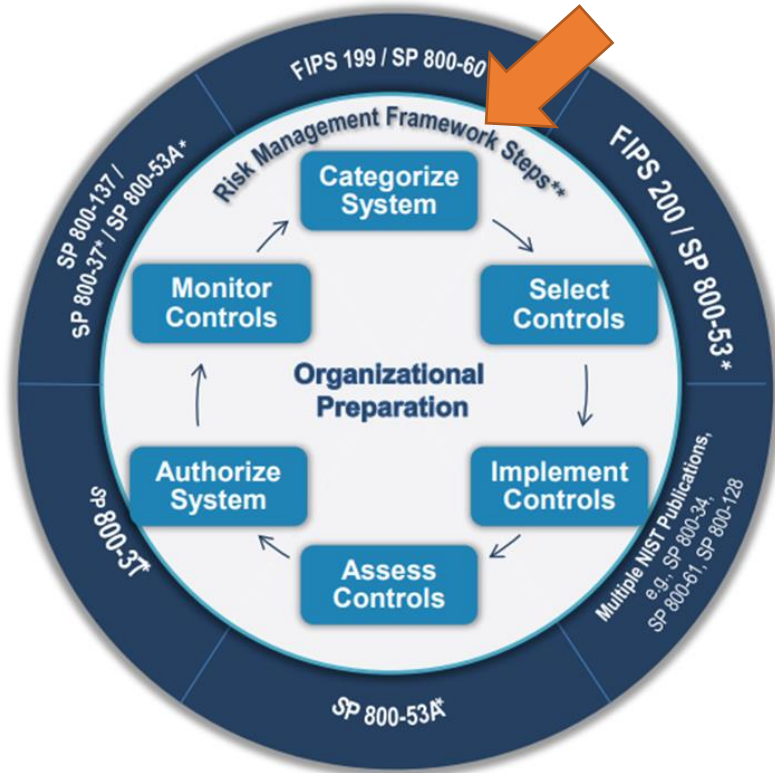 FIPS 199 / SP 800-60
Risk Management Framework Steps**
Categorize
System
FIPS 200 / SP 800-53*
Select
Controls
Multiple NIST Publications,
e.g., SP 800-34,
SP 800-61, SP 800-128
Implement
Controls
SP 800-53A*
Assess
Controls
SP 800-37*
Authorize
System
SP 800-137 /
SP 800-37* / SP 800-53A*
Monitor
Controls
Organizational
Preparation